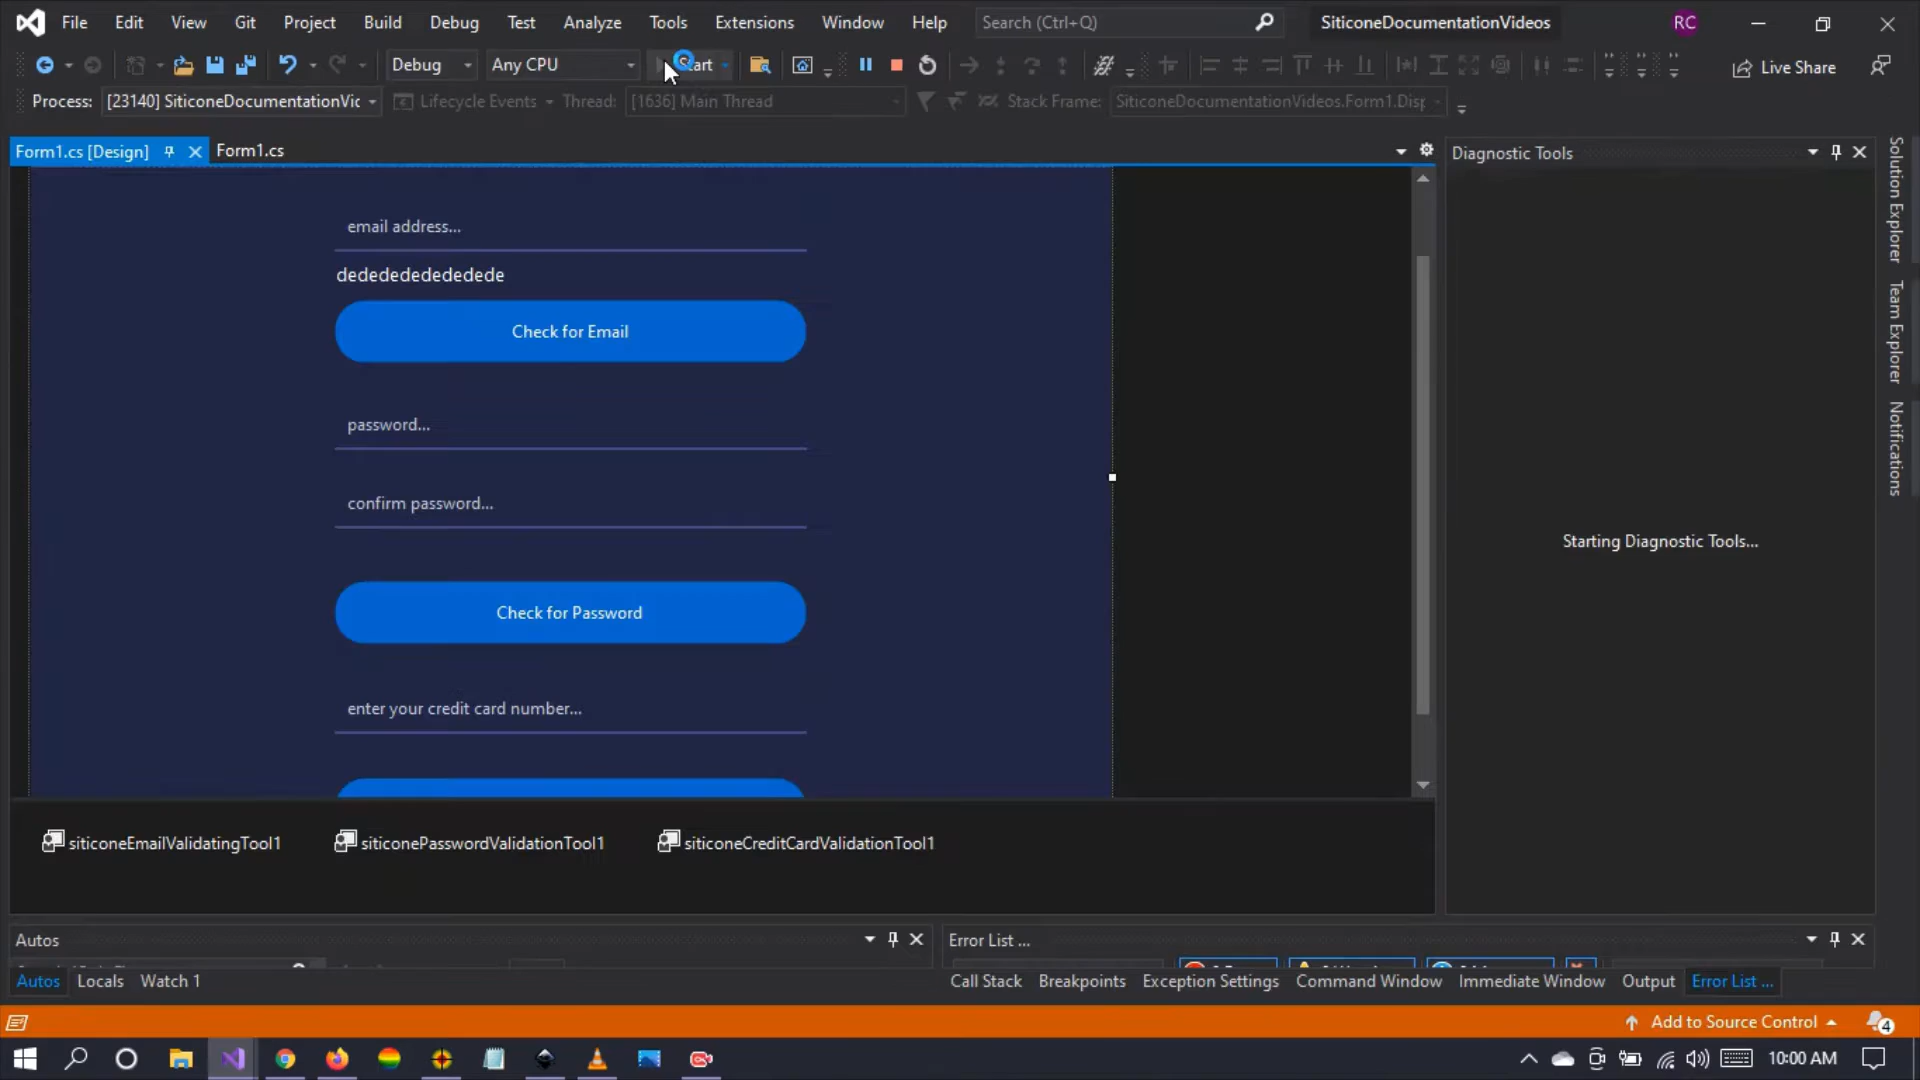 File Edit View Git Project Build Debug Test Analyze Tools Extensions Window Help Search (Ctrl+Q) SiticoneDocumentationVideos RC
Debug Any CPU Start Live Share
Process: [23140] SiticoneDocumentationVic Lifecycle Events Thread: [1636] Main Thread Stack Frame: SiticoneDocumentationVideos.Form1.Disp
Form1.cs [Design] Form1.cs
Diagnostic Tools
Solution Explorer
Team Explorer
Notifications
email address...
dedededededede
Check for Email
password...
confirm password...
Starting Diagnostic Tools...
Check for Password
enter your credit card number...
siticoneEmailValidatingTool1 siticonePasswordValidationTool1 siticoneCreditCardValidationTool1
Autos
Error List ...
Autos Locals Watch 1
Call Stack Breakpoints Exception Settings Command Window Immediate Window Output Error List ...
Add to Source Control 4
10:00 AM